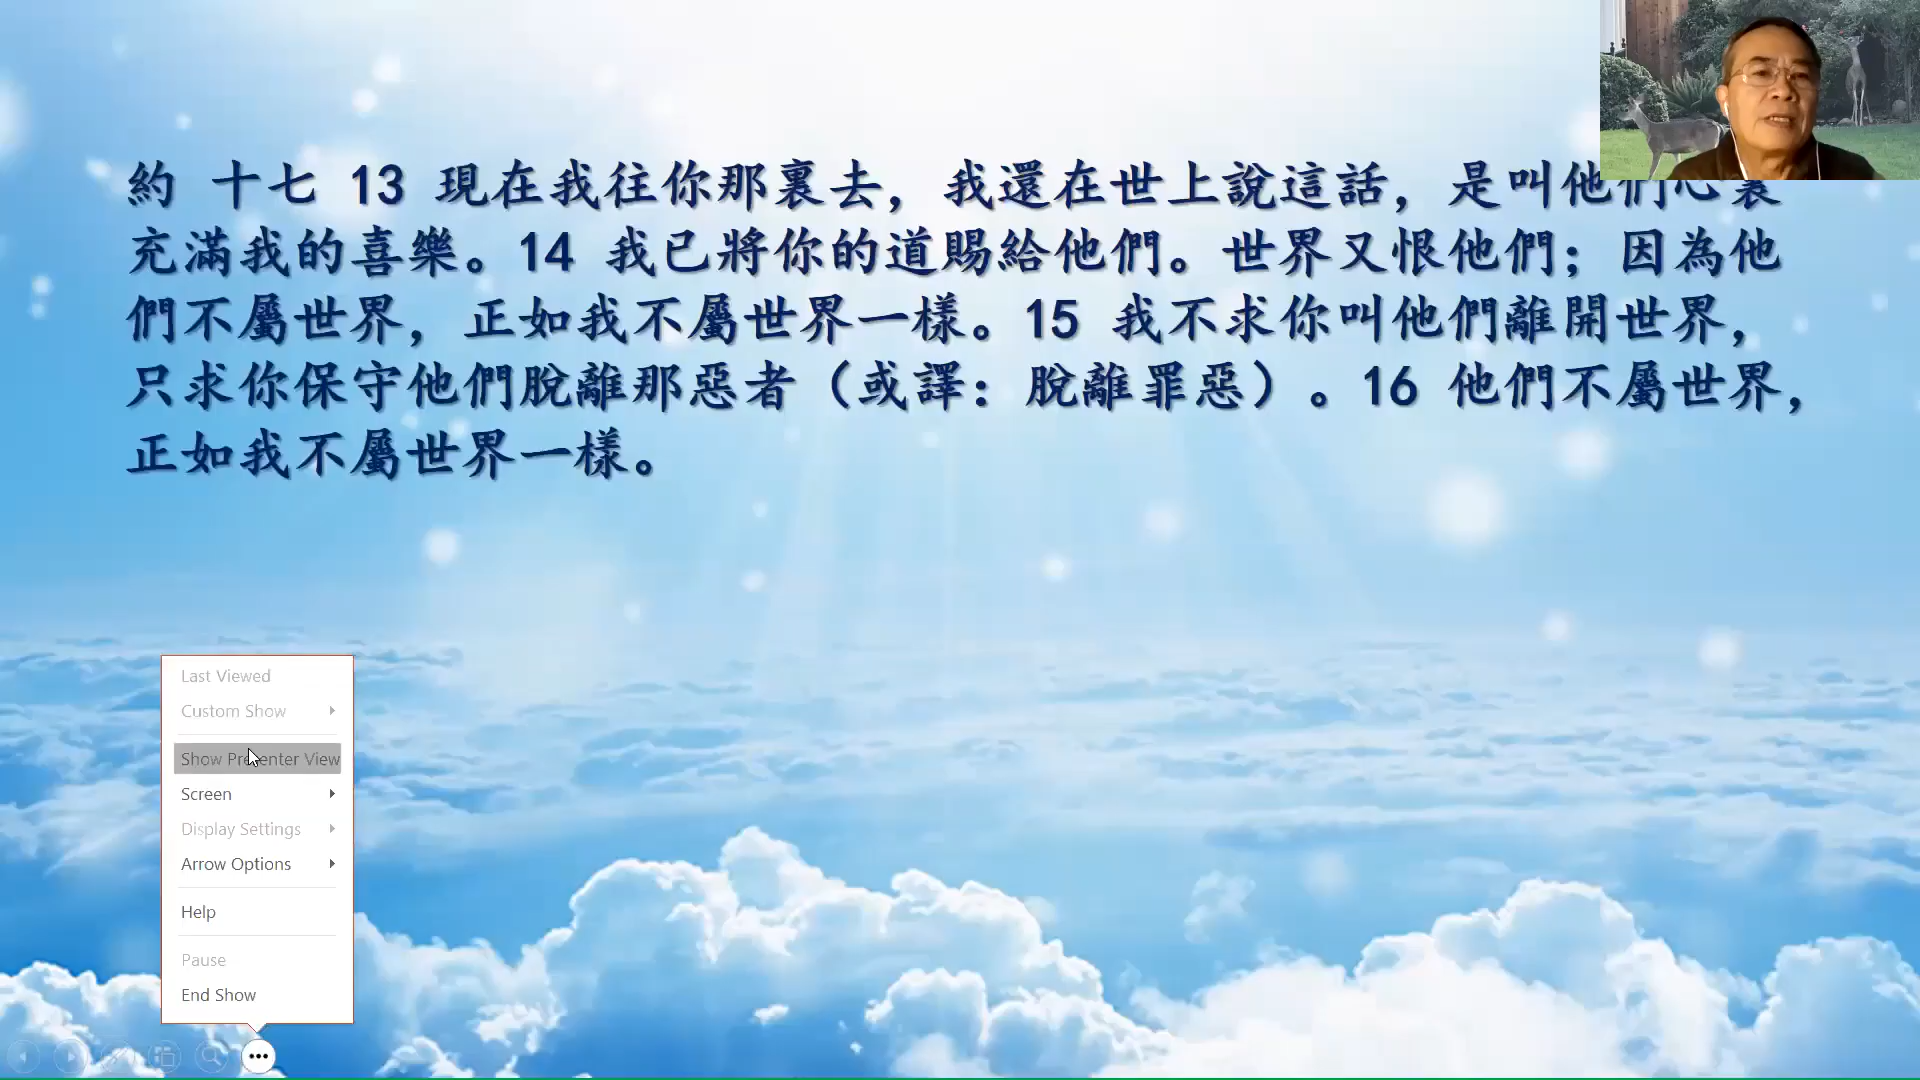 約 十七 13 現在我往你那裏去，我還在世上說這話，是叫他們心裏
充滿我的喜樂。14 我已將你的道賜給他們。世界又恨他們；因為他
們不屬世界，正如我不屬世界一樣。15 我不求你叫他們離開世界，
只求你保守他們脫離那惡者（或譯：脫離罪惡）。16 他們不屬世界，
正如我不屬世界一樣。
Last Viewed
Custom Show
Show Presenter View
Screen
Display Settings
Arrow Options
Help
Pause
End Show